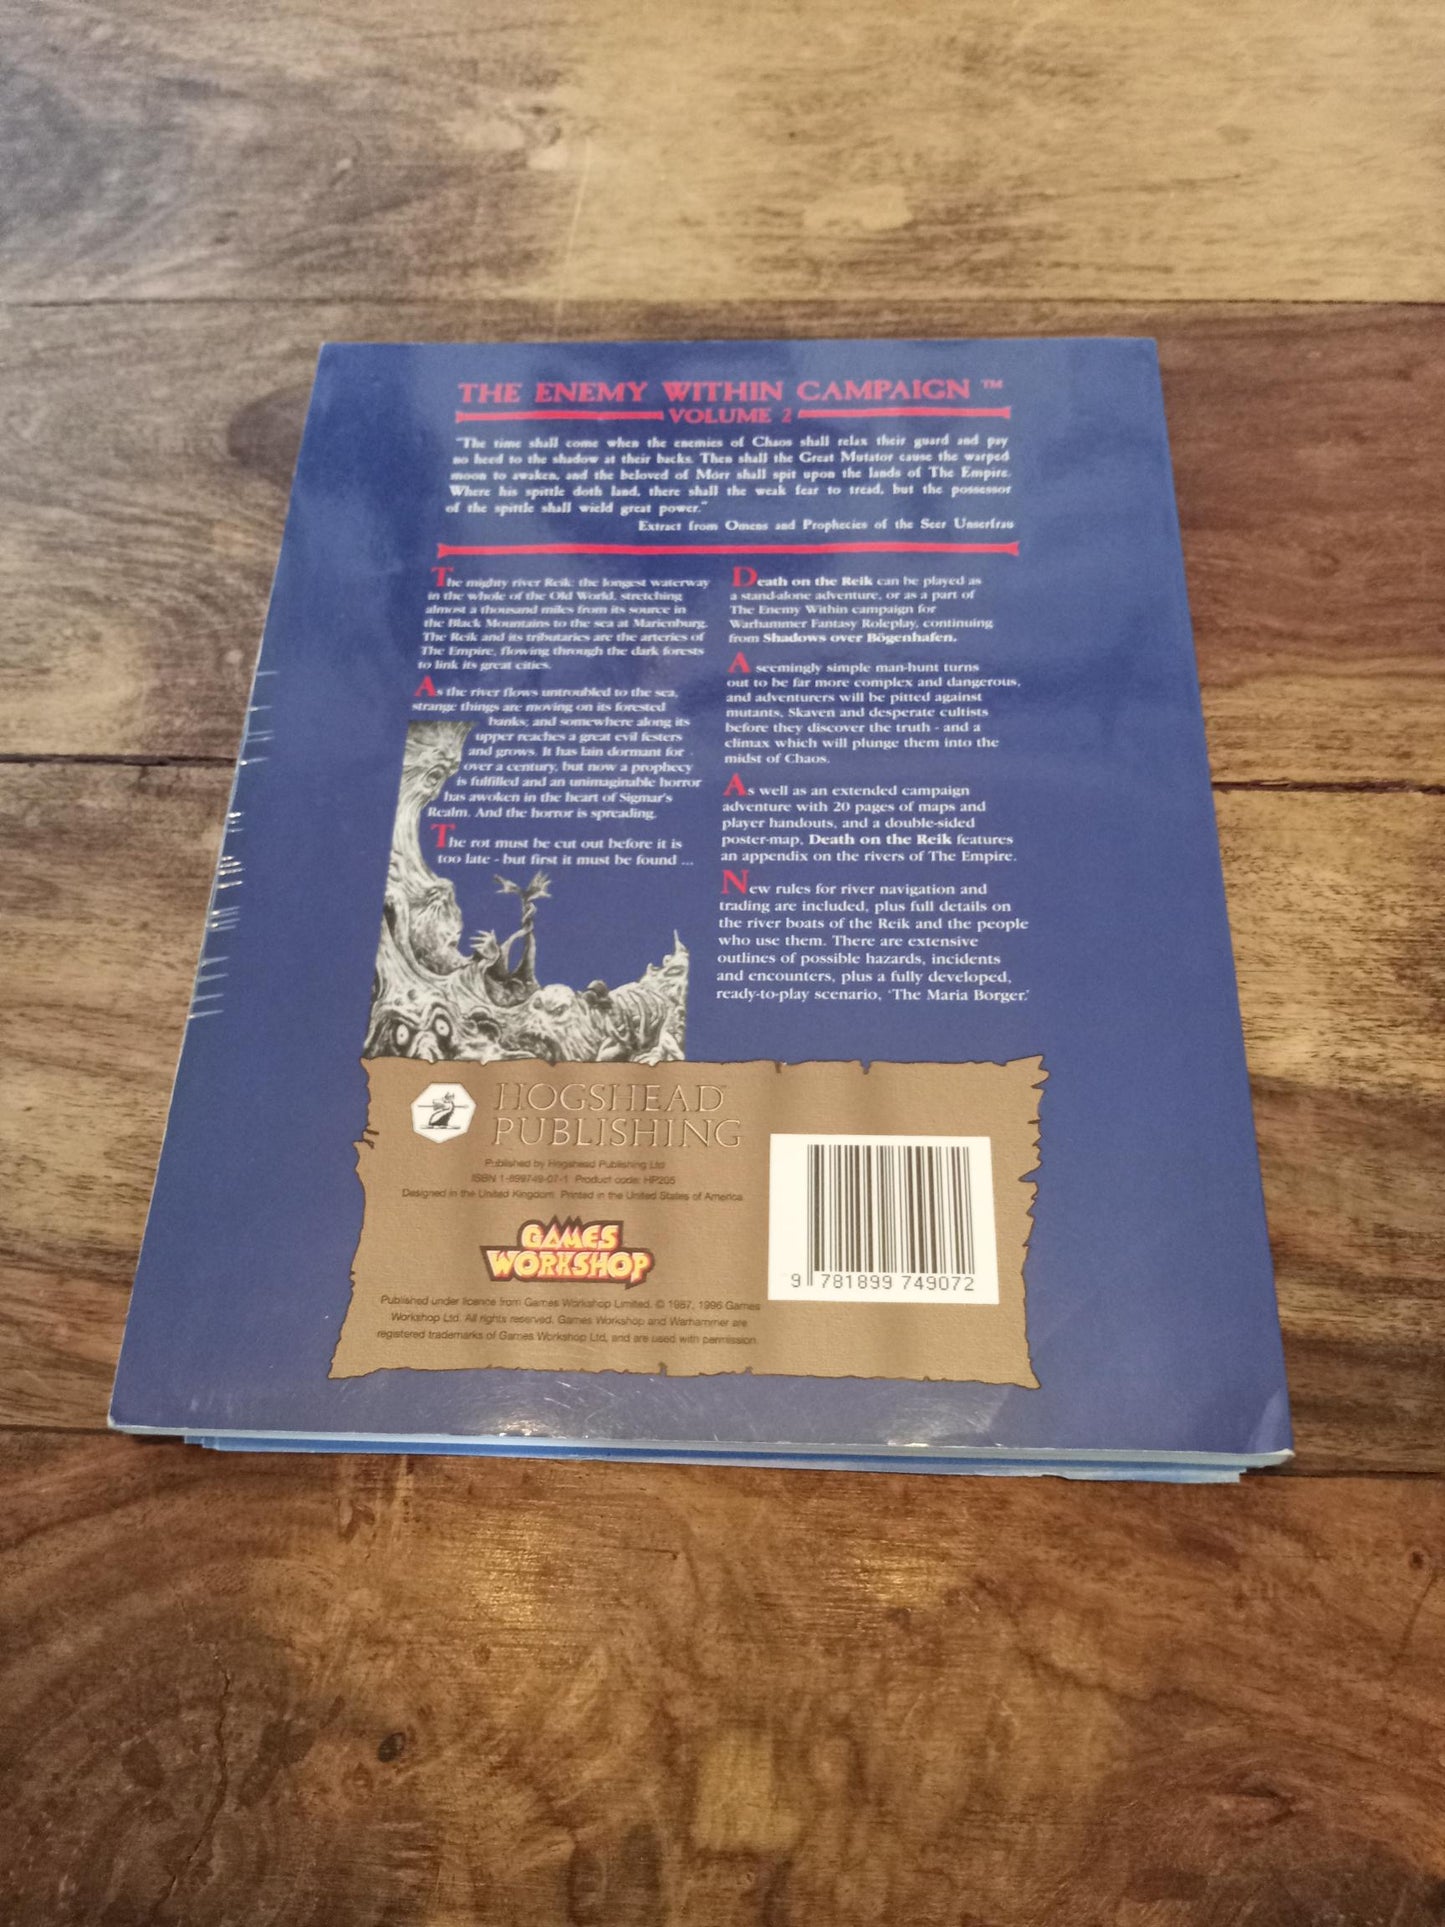 THE ENEMY WITHIN CAMPAIGN ™
VOLUME 2
"The time shall come when the enemies of Chaos shall relax their guard and pay
no heed to the shadow at their backs. Then shall the Great Mutator cause the warped
moon to awaken, and the beloved of Morr shall spit upon the lands of The Empire.
Where his spittle doth land, there shall the weak fear to tread, but the possessor
of the spittle shall wield great power."
Extract from Omens and Prophecies of the Seer Unserfrau
The mighty river Reik: the longest waterway
in the whole of the Old World, stretching
almost a thousand miles from its source in
the Black Mountains to the sea at Marienburg.
The Reik and its tributaries are the arteries of
The Empire, flowing through the dark forests
to link its great cities.
As the river flows untroubled to the sea,
strange things are moving on its forested
banks; and somewhere along its
upper reaches a great evil festers
and grows. It has lain dormant for
over a century, but now a prophecy
is fulfilled and an unimaginable horror
has awoken in the heart of Sigmar's
Realm. And the horror is spreading.
The rot must be cut out before it is
too late - but first it must be found ...
Death on the Reik can be played as
a stand-alone adventure, or as a part of
The Enemy Within campaign for
Warhammer Fantasy Roleplay, continuing
from Shadows over Bögenhafen.
A seemingly simple man-hunt turns
out to be far more complex and dangerous,
and adventurers will be pitted against
mutants, Skaven and desperate cultists
before they discover the truth - and a
climax which will plunge them into the
midst of Chaos.
As well as an extended campaign
adventure with 20 pages of maps and
player handouts, and a double-sided
poster-map, Death on the Reik features
an appendix on the rivers of The Empire.
New rules for river navigation and
trading are included, plus full details on
the river boats of the Reik and the people
who use them. There are extensive
outlines of possible hazards, incidents
and encounters, plus a fully developed,
ready-to-play scenario, 'The Maria Borger.'
HOGSHEAD™
PUBLISHING
Published by Hogshead Publishing Ltd
ISBN 1-899749-07-1 Product code: HP205
Designed in the United Kingdom. Printed in the United States of America
GAMES
WORKSHOP
Published under licence from Games Workshop Limited. © 1987, 1996 Games
Workshop Ltd. All rights reserved. Games Workshop and Warhammer are
registered trademarks of Games Workshop Ltd, and are used with permission.
9 781899 749072